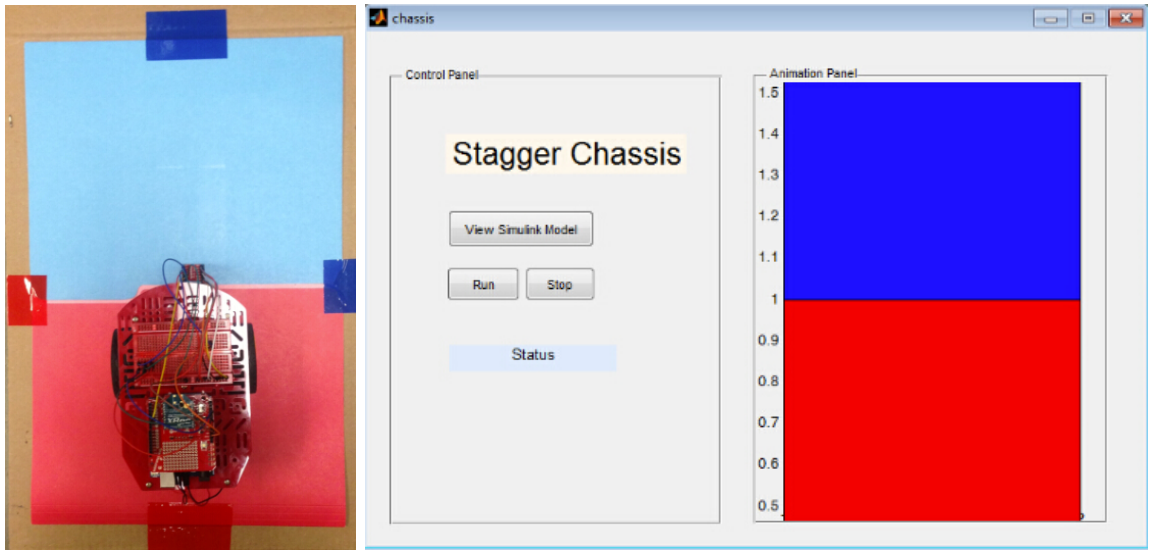 chassis
Control Panel
Stagger Chassis
View Simulink Model
Run Stop
Status
Animation Panel
1.5
1.4
1.3
1.2
1.1
1
0.9
0.8
0.7
0.6
0.5